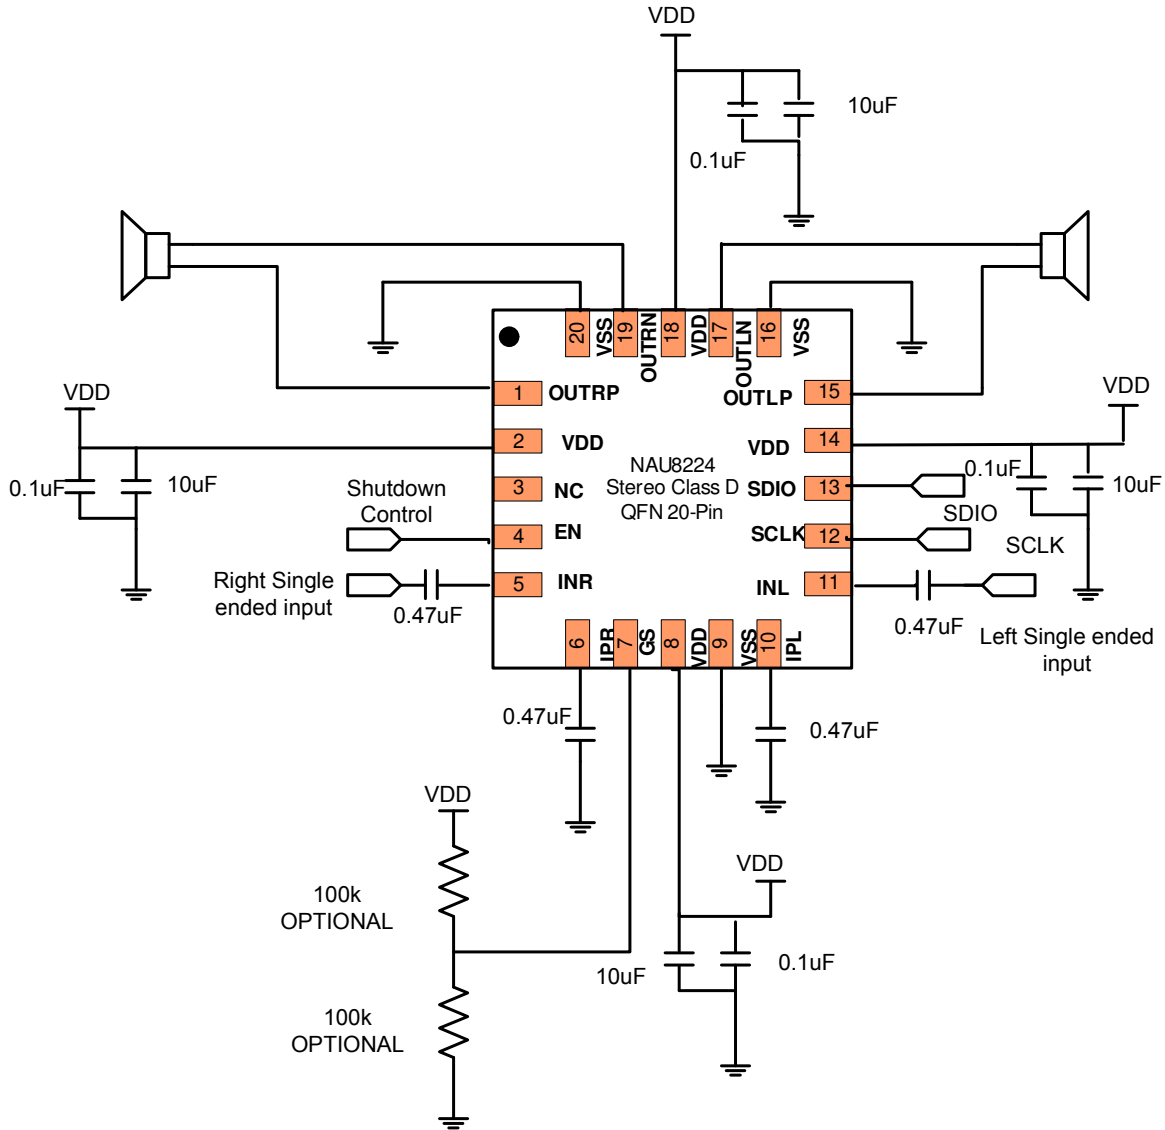 VDD
10uF
0.1uF
20
VSS
19
OUTRN
18
VDD
17
OUTLN
16
VSS
1
OUTRP
OUTLP
15
VDD
VDD
2
VDD
VDD
14
0.1uF
10uF
3
NC
NAU8224
Stereo Class D
QFN 20-Pin
SDIO
13
0.1uF
10uF
Shutdown
Control
4
EN
SCLK
12
SDIO
SCLK
Right Single
ended input
5
INR
INL
11
0.47uF
0.47uF
Left Single ended
input
6
IPR
7
GS
8
VDD
9
VSS
10
IPL
0.47uF
0.47uF
VDD
100k
OPTIONAL
VDD
10uF
0.1uF
100k
OPTIONAL